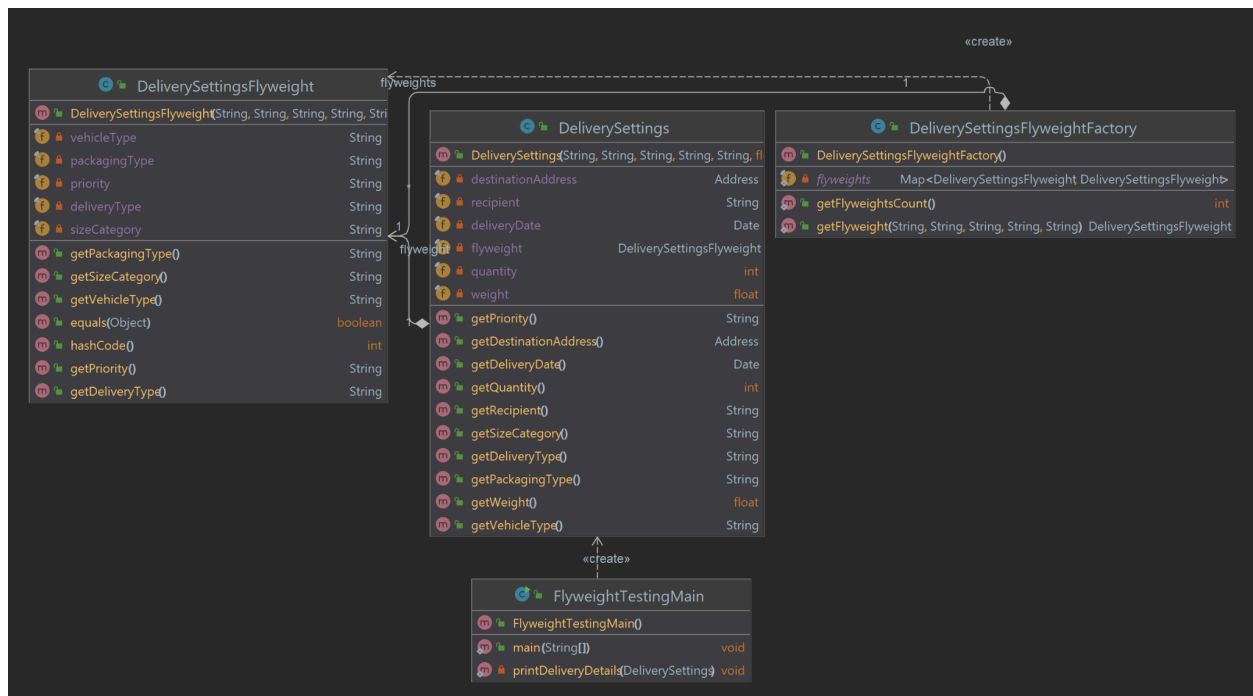 «create»
DeliverySettingsFlyweight
DeliverySettingsFlyweight(String, String, String, String, Stri
vehicleType String
packagingType String
priority String
deliveryType String
sizeCategory String
getPackagingType() String
getSizeCategory() String
getVehicleType() String
equals(Object) boolean
hashCode() int
getPriority() String
getDeliveryType() String
flyweights
1
1
flyweight
1
DeliverySettings
DeliverySettings(String, String, String, String, String, fl
destinationAddress Address
recipient String
deliveryDate Date
flyweight DeliverySettingsFlyweight
quantity int
weight float
getPriority() String
getDestinationAddress() Address
getDeliveryDate() Date
getQuantity() int
getRecipient() String
getSizeCategory() String
getDeliveryType() String
getPackagingType() String
getWeight() float
getVehicleType() String
DeliverySettingsFlyweightFactory
DeliverySettingsFlyweightFactory()
flyweights Map<DeliverySettingsFlyweight, DeliverySettingsFlyweight>
getFlyweightsCount() int
getFlyweight(String, String, String, String, String) DeliverySettingsFlyweight
«create»
FlyweightTestingMain
FlyweightTestingMain()
main(String[]) void
printDeliveryDetails(DeliverySettings) void